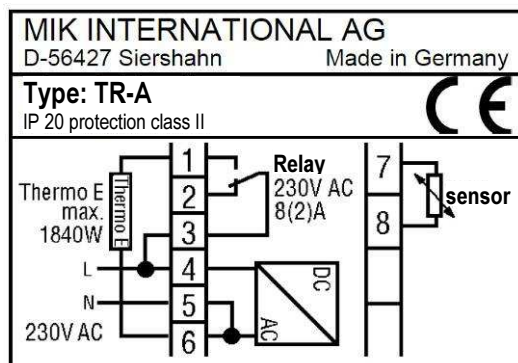 MIK INTERNATIONAL AG
D-56427 Siershahn Made in Germany
Type: TR-A
IP 20 protection class II
CE
Thermo E
max.
1840W
Thermo E
L
N
230V AC
1
2
3
4
5
6
Relay
230V AC
8(2)A
DC
AC
7
8
sensor